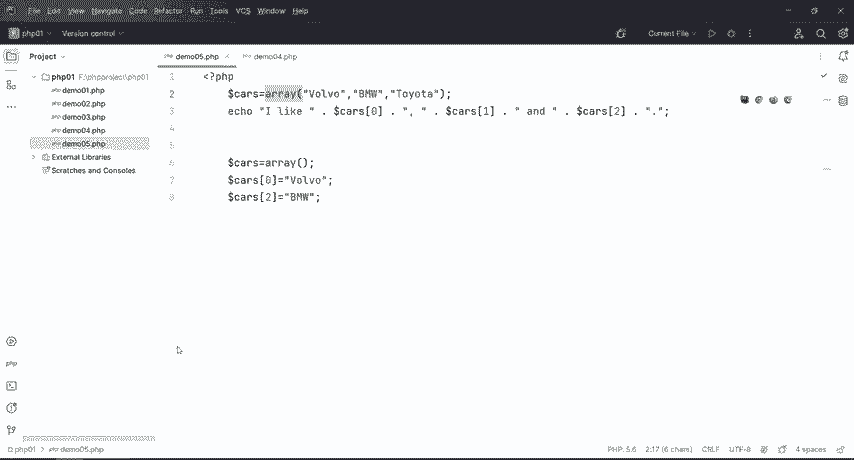 File Edit View Navigate Code Refactor Run Tools VCS Window Help
php01 Version control Current File
Project
demo05.php demo04.php
php01 F:\phpproject\php01
demo01.php
demo02.php
demo03.php
demo04.php
demo05.php
External Libraries
Scratches and Consoles
1 <?php
2 $cars=array("Volvo","BMW","Toyota");
3 echo "I like " . $cars[0] . ", " . $cars[1] . " and " . $cars[2] . ".";
4
5
6 $cars=array();
7 $cars[0]="Volvo";
8 $cars[2]="BMW";
php
php01 > demo05.php
PHP: 5.6 2:17 (6 chars) CRLF UTF-8 4 spaces